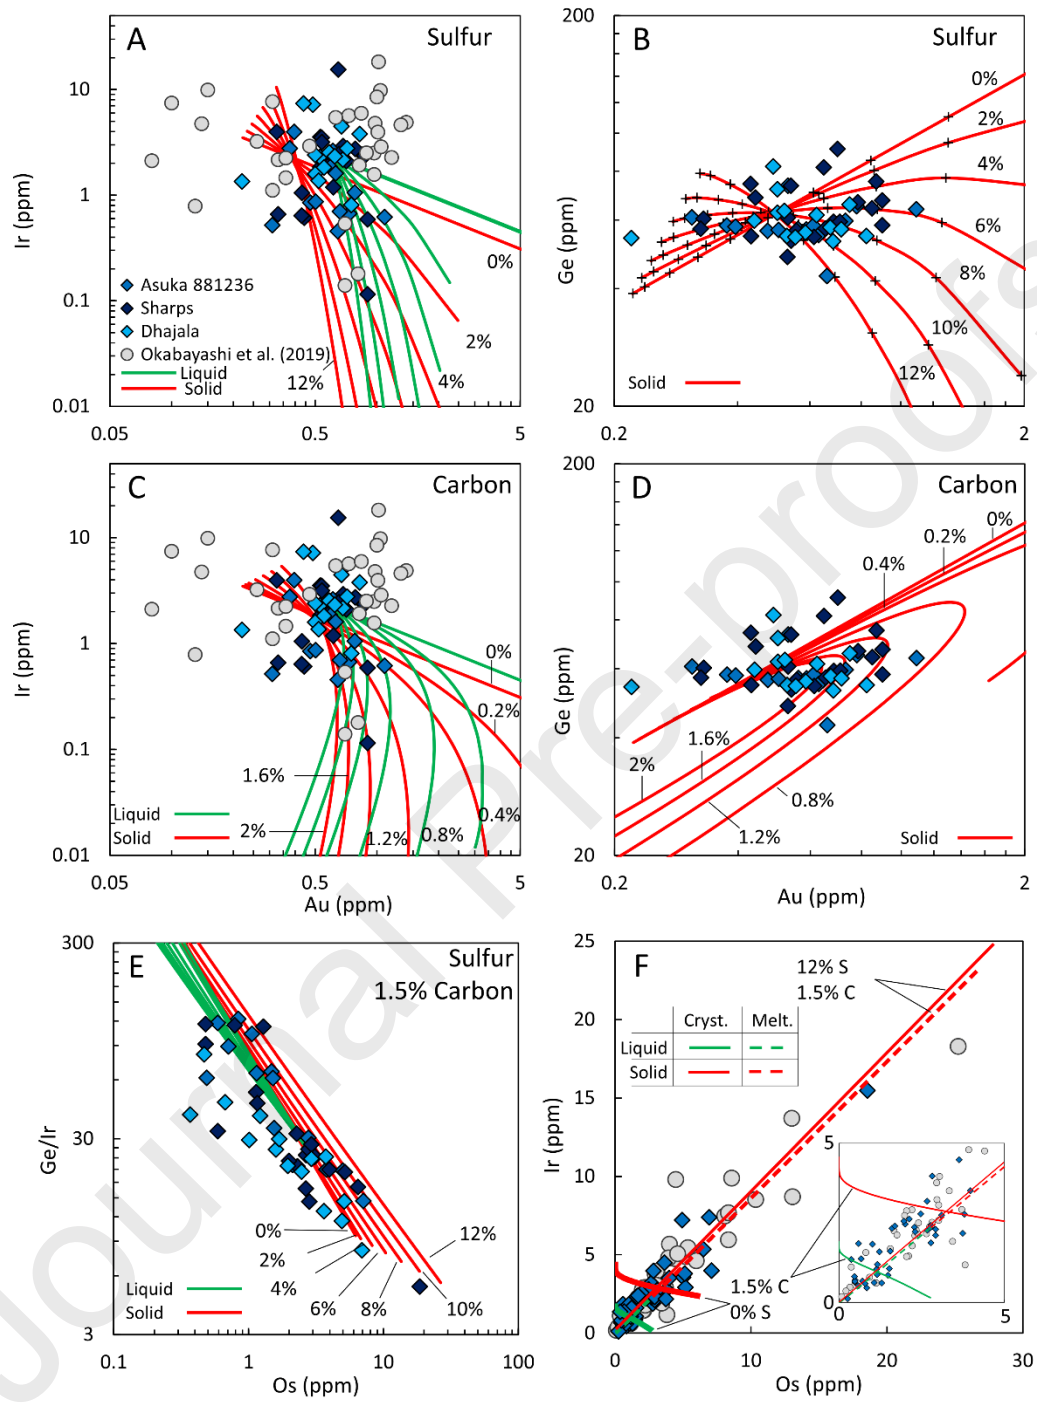 A
Sulfur
10
1
0.1
0.01
Ir (ppm)
0.05
0.5
5
Asuka 881236
Sharps
Dhajala
Okabayashi et al. (2019)
Liquid
Solid
12%
0%
2%
4%
B
Sulfur
200
20
Ge (ppm)
0.2
2
0%
2%
4%
6%
8%
10%
12%
Solid
C
Carbon
10
1
0.1
0.01
Ir (ppm)
0.05
0.5
5
Au (ppm)
0%
0.2%
0.4%
0.8%
1.2%
1.6%
2%
Liquid
Solid
D
Carbon
200
20
Ge (ppm)
0.2
2
Au (ppm)
0%
0.2%
0.4%
1.6%
2%
0.8%
1.2%
Solid
E
Sulfur
1.5% Carbon
300
30
3
Ge/Ir
0.1
1
10
100
Os (ppm)
0%
2%
4%
6%
8%
10%
12%
Liquid
Solid
F
25
20
15
10
5
0
Ir (ppm)
0
10
20
30
Os (ppm)
12% S
1.5% C
Cryst. Melt.
Liquid
Solid
1.5% C
0% S
5
0
0
5
Journal Pre-proofs